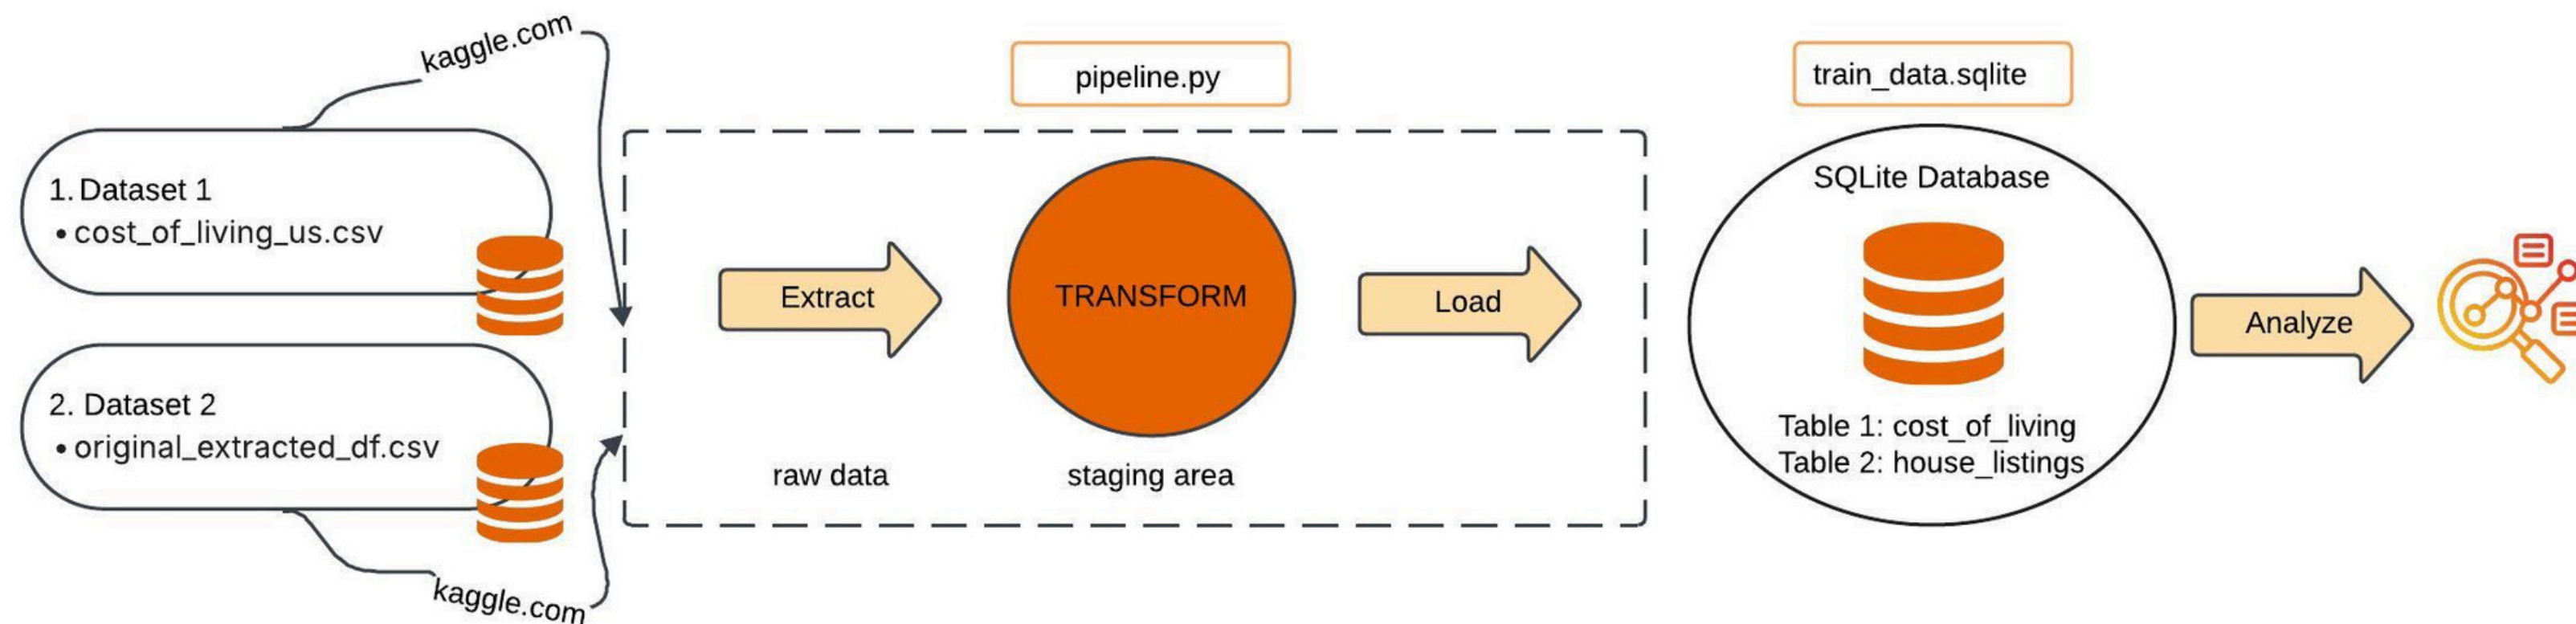 kaggle.com
1. Dataset 1
• cost_of_living_us.csv
2. Dataset 2
• original_extracted_df.csv
kaggle.com
pipeline.py
Extract
TRANSFORM
Load
raw data
staging area
train_data.sqlite
SQLite Database
Table 1: cost_of_living
Table 2: house_listings
Analyze